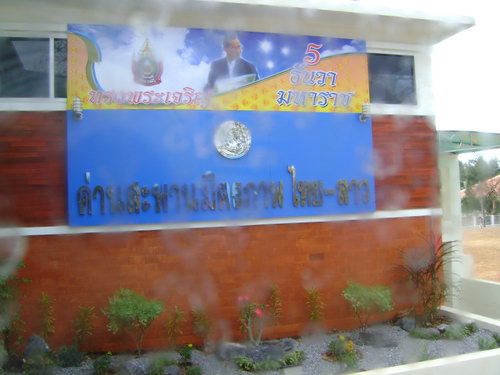 ทรงพระเจริญ
๕
ธันวา
มหาราช
ด่านสะพานมิตรภาพ ไทย-ลาว